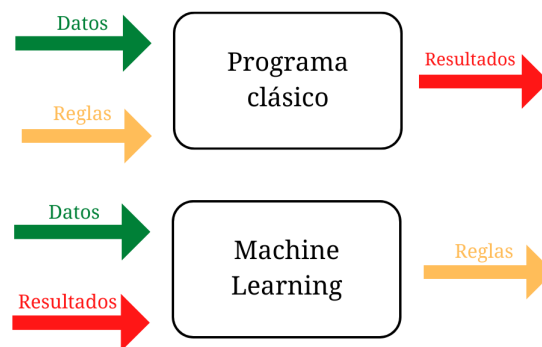 Datos
Programa
clásico
Resultados
Reglas
Datos
Machine
Learning
Reglas
Resultados